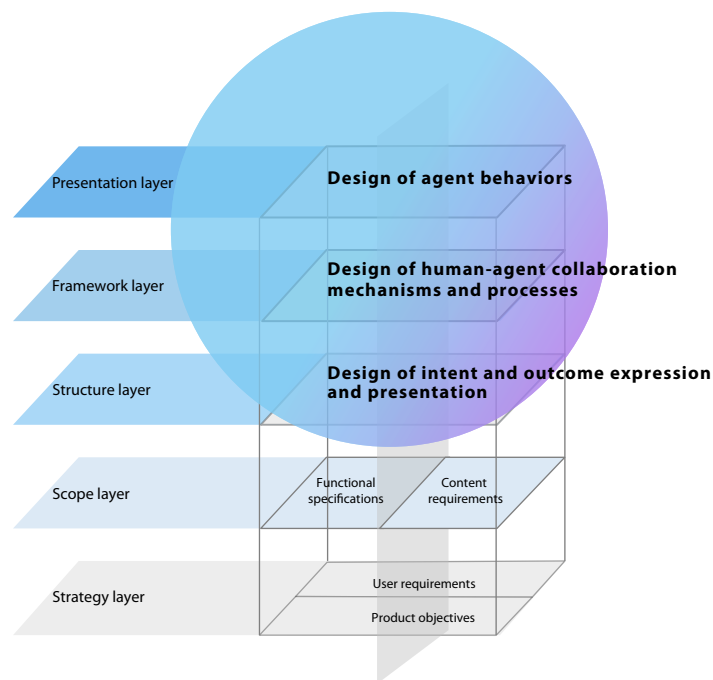 Presentation layer
Design of agent behaviors
Framework layer
Design of human-agent collaboration
mechanisms and processes
Structure layer
Design of intent and outcome expression
and presentation
Scope layer
Functional
specifications
Content
requirements
Strategy layer
User requirements
Product objectives